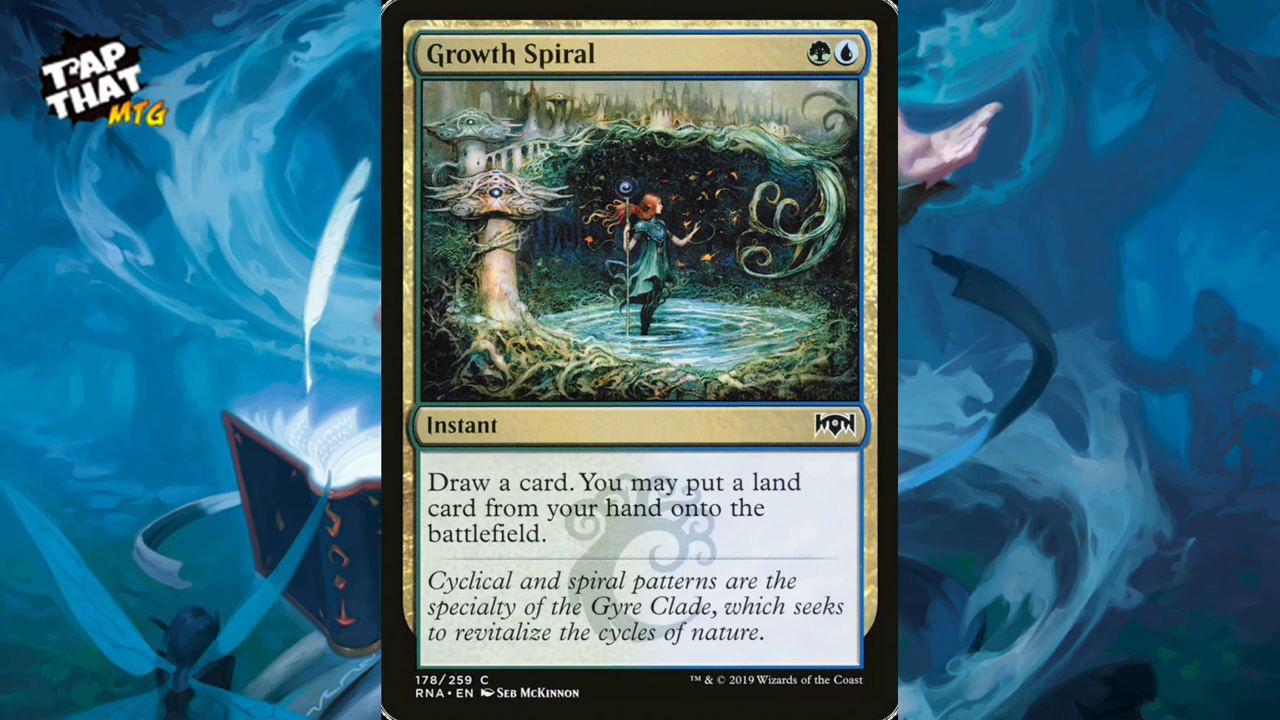 TAP
THAT
MTG
Growth Spiral
Instant
Draw a card. You may put a land
card from your hand onto the
battlefield.
Cyclical and spiral patterns are the
specialty of the Gyre Clade, which seeks
to revitalize the cycles of nature.
178/259 C
RNA • EN Seb McKinnon
™ & © 2019 Wizards of the Coast